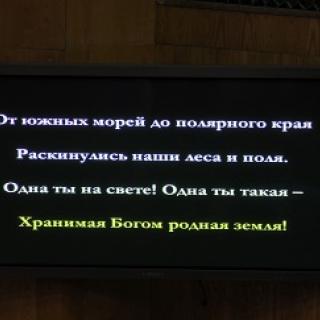 От южных морей до полярного края
Раскинулись наши леса и поля.
Одна ты на свете! Одна ты такая –
Хранимая Богом родная земля!